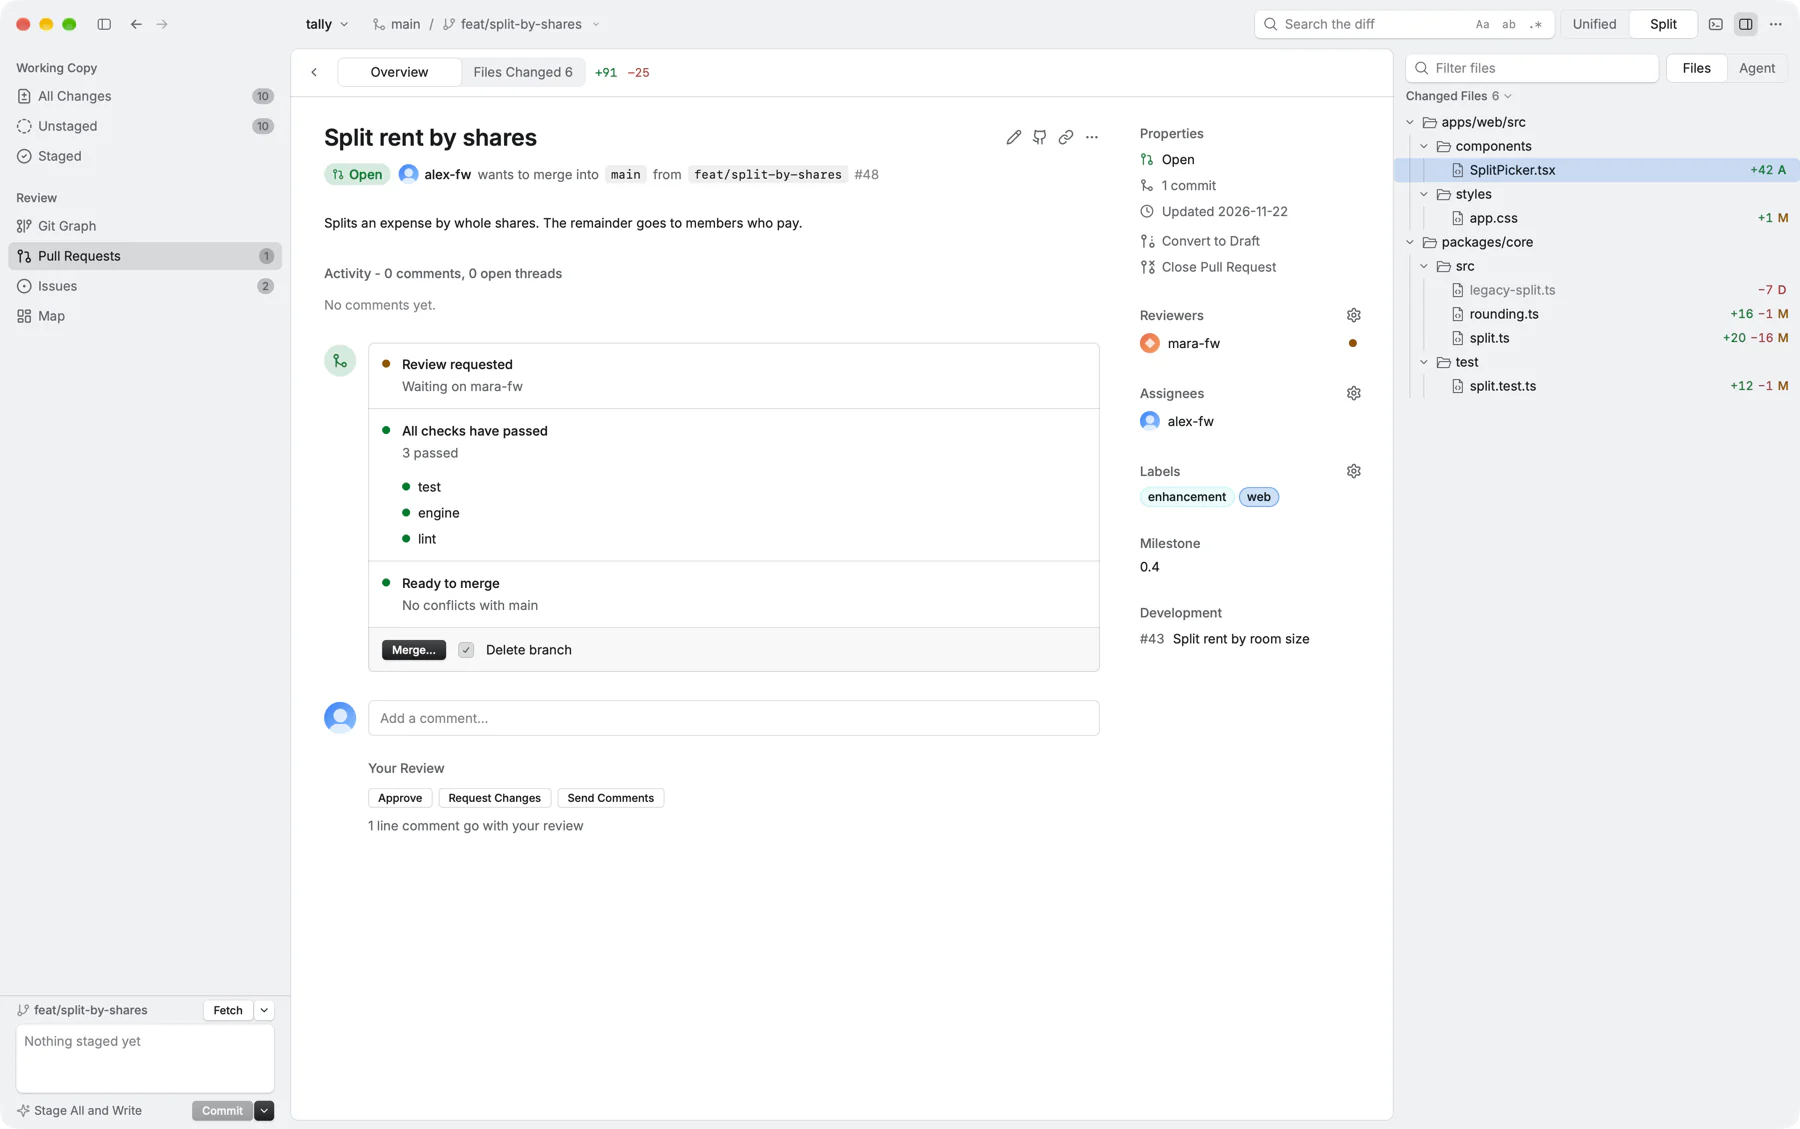 tally
main / feat/split-by-shares
Search the diff
Aa ab .*
Unified
Split
Working Copy
All Changes 10
Unstaged 10
Staged
Review
Git Graph
Pull Requests 1
Issues 2
Map
feat/split-by-shares
Fetch
Nothing staged yet
Stage All and Write
Commit
Overview
Files Changed 6
+91 −25
Split rent by shares
Open
alex-fw wants to merge into main from feat/split-by-shares #48
Splits an expense by whole shares. The remainder goes to members who pay.
Activity - 0 comments, 0 open threads
No comments yet.
Review requested
Waiting on mara-fw
All checks have passed
3 passed
test
engine
lint
Ready to merge
No conflicts with main
Merge...
Delete branch
Add a comment...
Your Review
Approve
Request Changes
Send Comments
1 line comment go with your review
Properties
Open
1 commit
Updated 2026-11-22
Convert to Draft
Close Pull Request
Reviewers
mara-fw
Assignees
alex-fw
Labels
enhancement
web
Milestone
0.4
Development
#43 Split rent by room size
Filter files
Files
Agent
Changed Files 6
apps/web/src
components
SplitPicker.tsx +42 A
styles
app.css +1 M
packages/core
src
legacy-split.ts −7 D
rounding.ts +16 −1 M
split.ts +20 −16 M
test
split.test.ts +12 −1 M